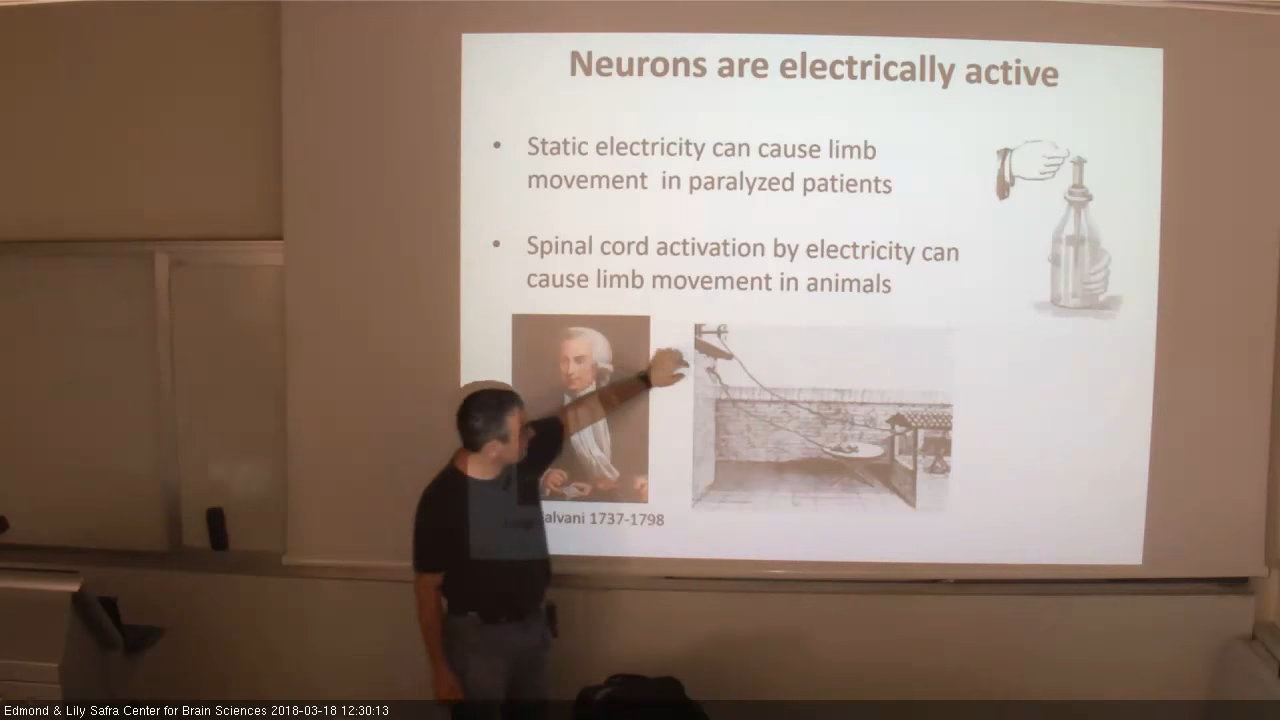 Neurons are electrically active
• Static electricity can cause limb
movement in paralyzed patients
• Spinal cord activation by electricity can
cause limb movement in animals
alvani 1737-1798
Edmond & Lily Safra Center for Brain Sciences 2018-03-18 12:30:13